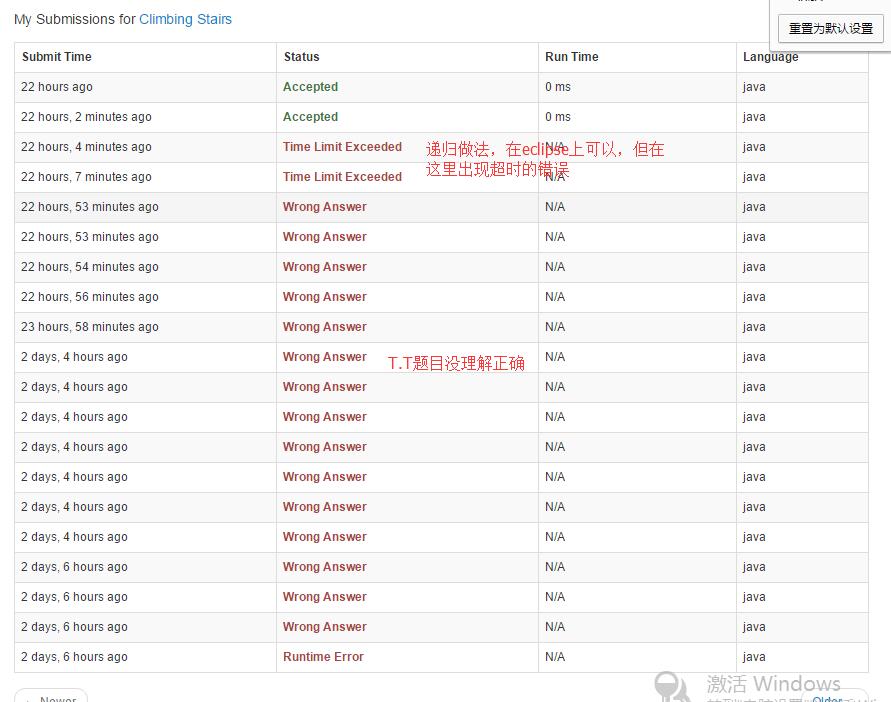 My Submissions for Climbing Stairs
重置为默认设置
Submit Time Status Run Time Language
22 hours ago Accepted 0 ms java
22 hours, 2 minutes ago Accepted 0 ms java
22 hours, 4 minutes ago Time Limit Exceeded N/A java
递归做法，在eclipse上可以，但在
22 hours, 7 minutes ago Time Limit Exceeded N/A java
这里出现超时的错误
22 hours, 53 minutes ago Wrong Answer N/A java
22 hours, 53 minutes ago Wrong Answer N/A java
22 hours, 54 minutes ago Wrong Answer N/A java
22 hours, 56 minutes ago Wrong Answer N/A java
23 hours, 58 minutes ago Wrong Answer N/A java
2 days, 4 hours ago Wrong Answer N/A java
T.T题目没理解正确
2 days, 4 hours ago Wrong Answer N/A java
2 days, 4 hours ago Wrong Answer N/A java
2 days, 4 hours ago Wrong Answer N/A java
2 days, 4 hours ago Wrong Answer N/A java
2 days, 4 hours ago Wrong Answer N/A java
2 days, 4 hours ago Wrong Answer N/A java
2 days, 6 hours ago Wrong Answer N/A java
2 days, 6 hours ago Wrong Answer N/A java
2 days, 6 hours ago Wrong Answer N/A java
2 days, 6 hours ago Runtime Error N/A java
激活 Windows
Newer Older